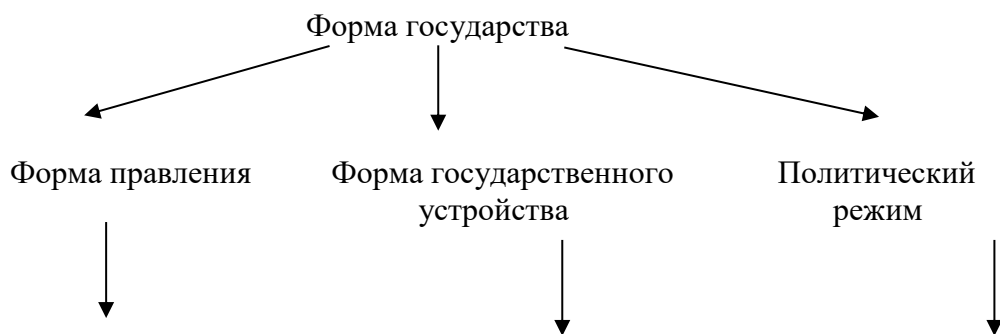 Форма государства
Форма правления
Форма государственного
устройства
Политический
режим